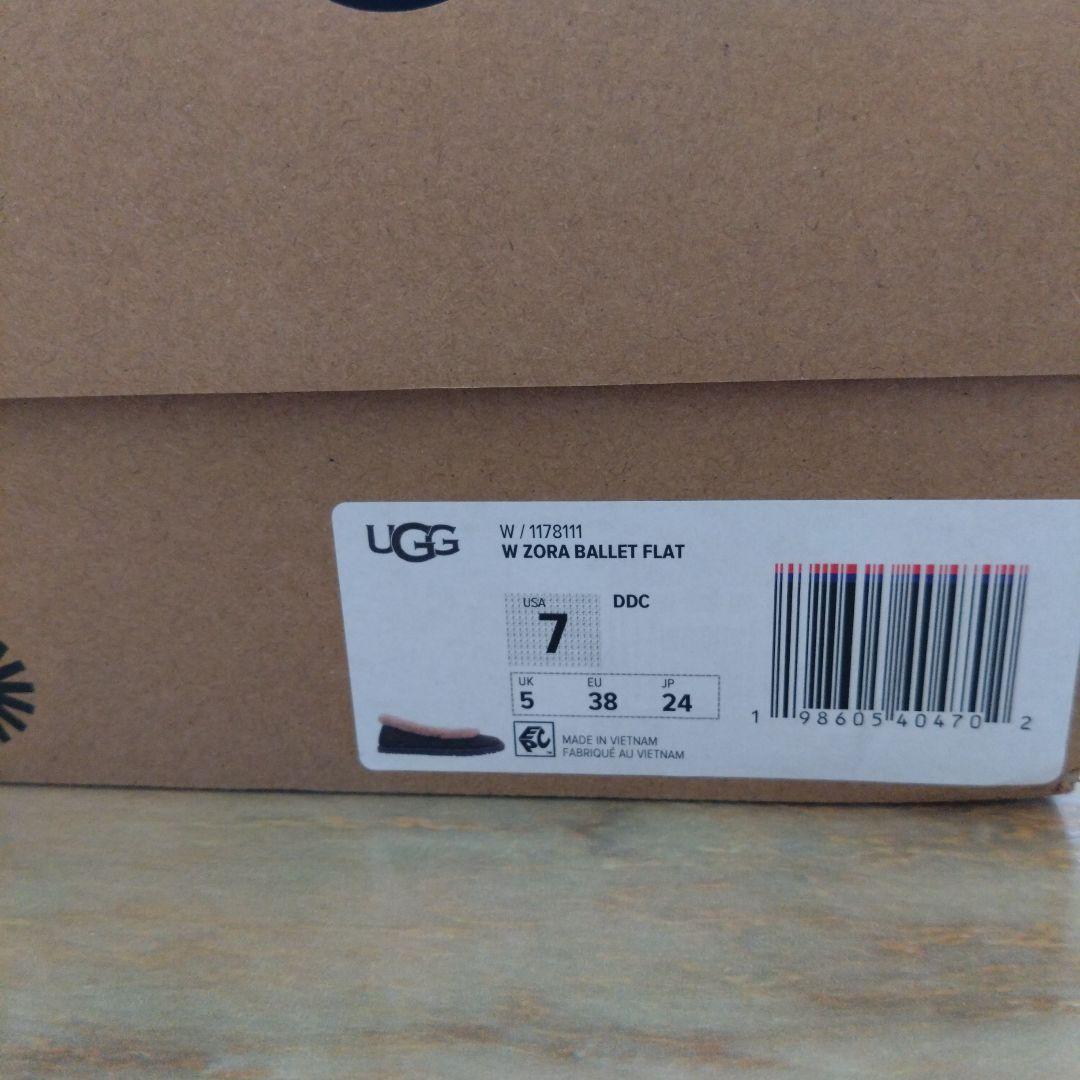 UGG
W / 1178111
W ZORA BALLET FLAT
USA
7
DDC
UK EU JP
5 38 24
EPC
MADE IN VIETNAM
FABRIQUÉ AU VIETNAM
1 98605 40470 2